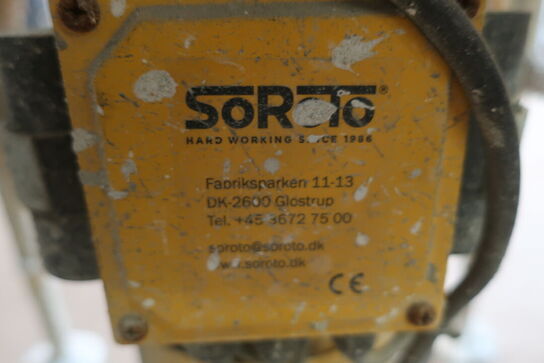 SoRoTo®
HARD WORKING SINCE 1986
Fabriksparken 11-13
DK-2600 Glostrup
Tel. +45 3672 75 00
soroto@soroto.dk
www.soroto.dk
CE